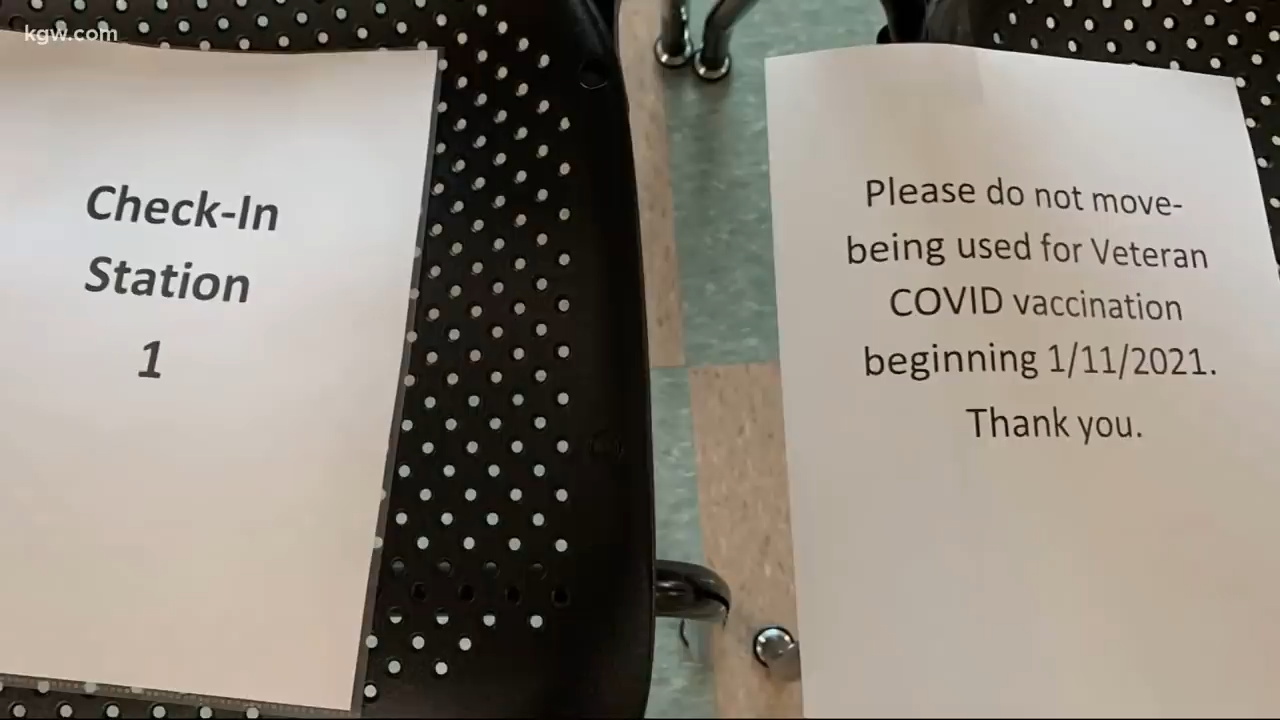 kgw.com
Check-In
Station
1
Please do not move-
being used for Veteran
COVID vaccination
beginning 1/11/2021.
Thank you.